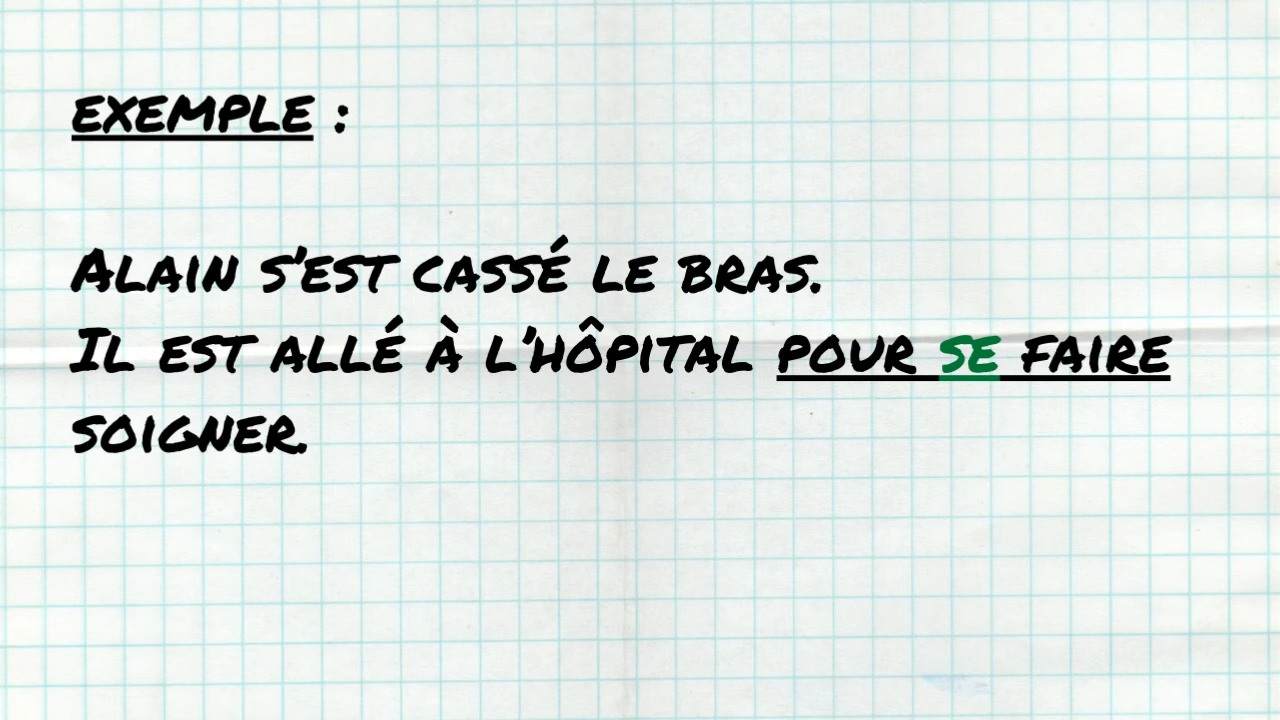 EXEMPLE :
ALAIN S'EST CASSÉ LE BRAS.
IL EST ALLÉ À L'HÔPITAL POUR SE FAIRE
SOIGNER.